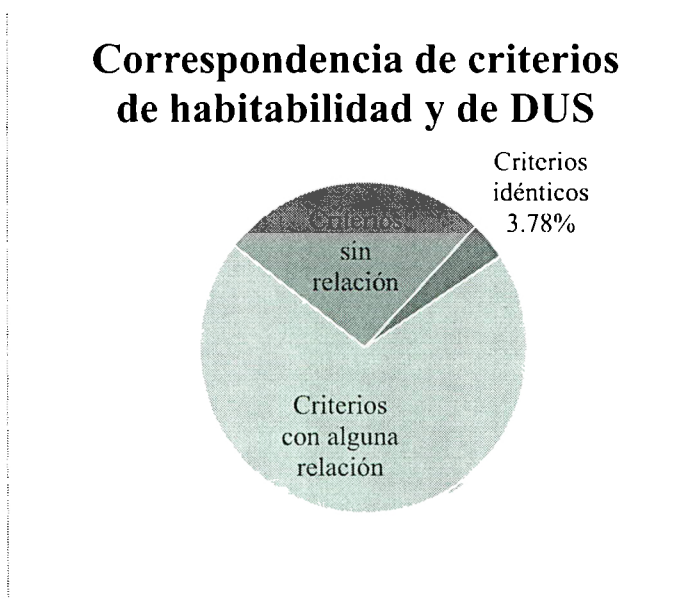 Correspondencia de criterios
de habitabilidad y de DUS
Criterios
idénticos
3.78%
Criterios
sin
relación
Criterios
con alguna
relación